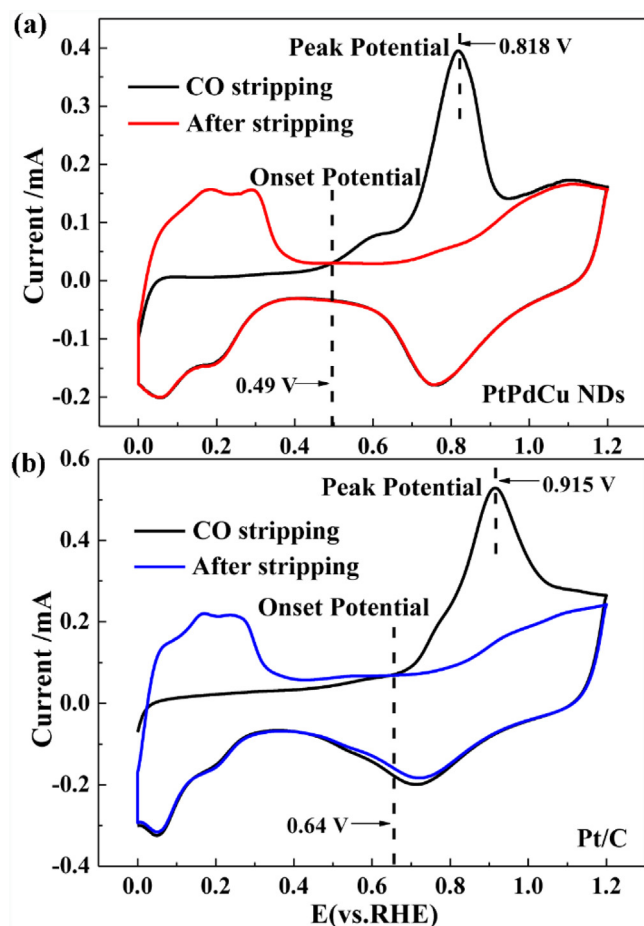 (a)
Peak Potential
0.818 V
CO stripping
After stripping
Onset Potential
0.49 V
PtPdCu NDs
Current /mA
0.4
0.3
0.2
0.1
0.0
-0.1
-0.2
0.0 0.2 0.4 0.6 0.8 1.0 1.2
(b)
Peak Potential
0.915 V
CO stripping
After stripping
Onset Potential
0.64 V
Pt/C
Current /mA
0.6
0.4
0.2
0.0
-0.2
-0.4
0.0 0.2 0.4 0.6 0.8 1.0 1.2
E(vs.RHE)